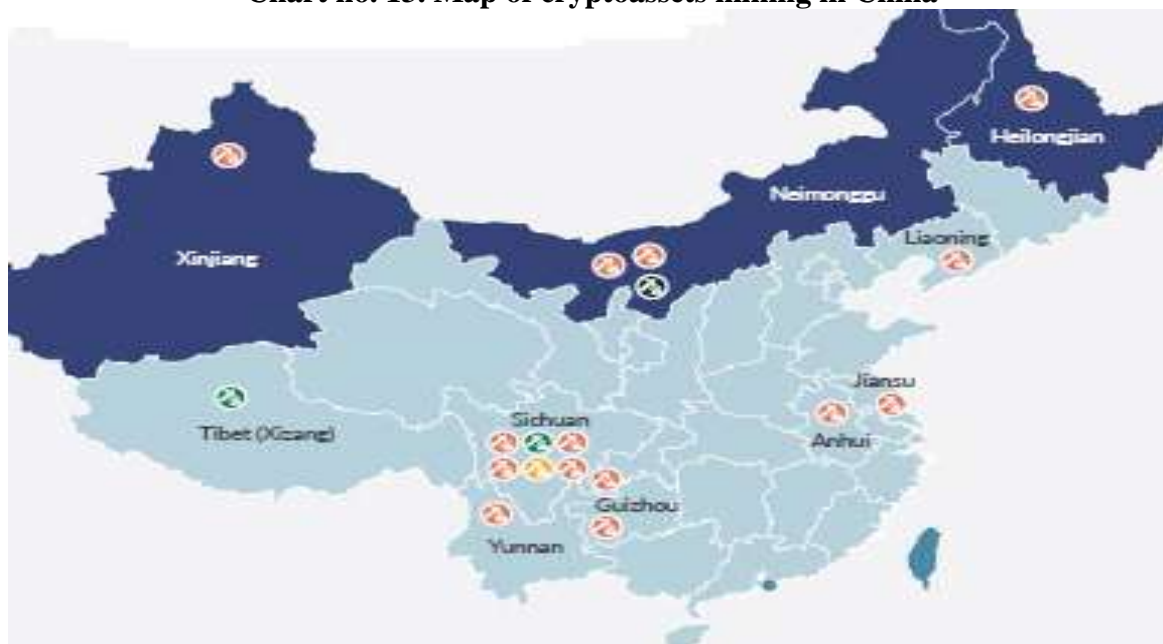 Chart no. 15. Map of cryptoassets mining in China
Heilongjian
Neimonggu
Liaoning
Xinjiang
Jiansu
Sichuan
Tibet (Xizang)
Anhui
Guizhou
Yunnan